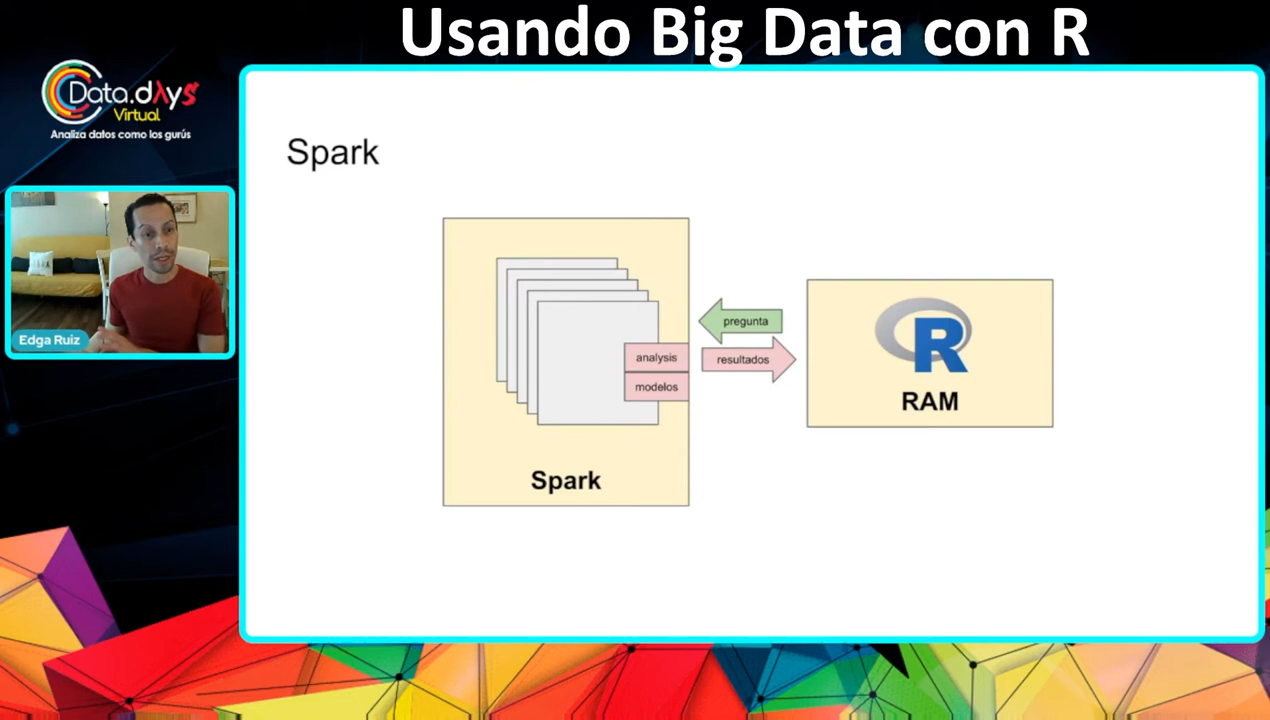 Usando Big Data con R
Data.dλys
Virtual
Analiza datos como los gurús
Edga Ruiz
Spark
pregunta
analysis
resultados
modelos
R
RAM
Spark